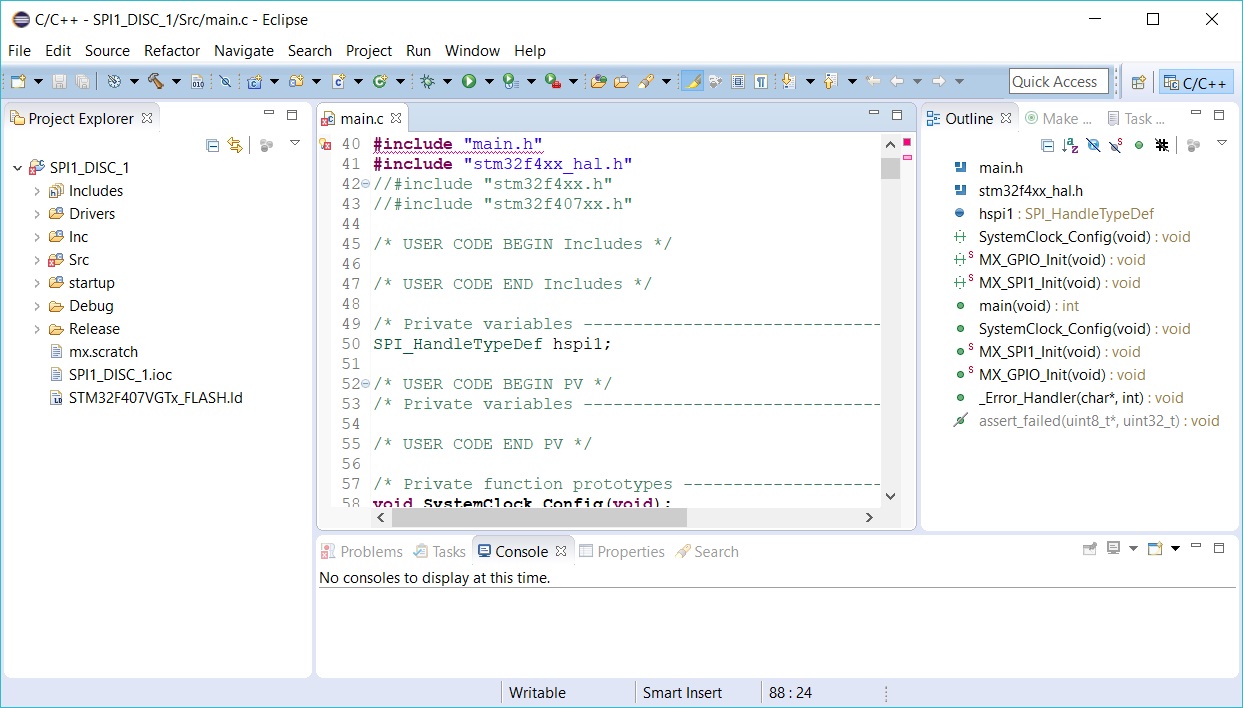 C/C++ - SPI1_DISC_1/Src/main.c - Eclipse
File Edit Source Refactor Navigate Search Project Run Window Help
Quick Access C/C++
Project Explorer
SPI1_DISC_1
Includes
Drivers
Inc
Src
startup
Debug
Release
mx.scratch
SPI1_DISC_1.ioc
STM32F407VGTx_FLASH.ld
main.c
40 #include "main.h"
41 #include "stm32f4xx_hal.h"
42 //#include "stm32f4xx.h"
43 //#include "stm32f407xx.h"
44
45 /* USER CODE BEGIN Includes */
46
47 /* USER CODE END Includes */
48
49 /* Private variables ------------------------------
50 SPI_HandleTypeDef hspi1;
51
52 /* USER CODE BEGIN PV */
53 /* Private variables ------------------------------
54
55 /* USER CODE END PV */
56
57 /* Private function prototypes --------------------
58 void SystemClock_Config(void);
Outline Make ... Task ...
main.h
stm32f4xx_hal.h
hspi1 : SPI_HandleTypeDef
SystemClock_Config(void) : void
MX_GPIO_Init(void) : void
MX_SPI1_Init(void) : void
main(void) : int
SystemClock_Config(void) : void
MX_SPI1_Init(void) : void
MX_GPIO_Init(void) : void
_Error_Handler(char*, int) : void
assert_failed(uint8_t*, uint32_t) : void
Problems Tasks Console Properties Search
No consoles to display at this time.
Writable Smart Insert 88 : 24